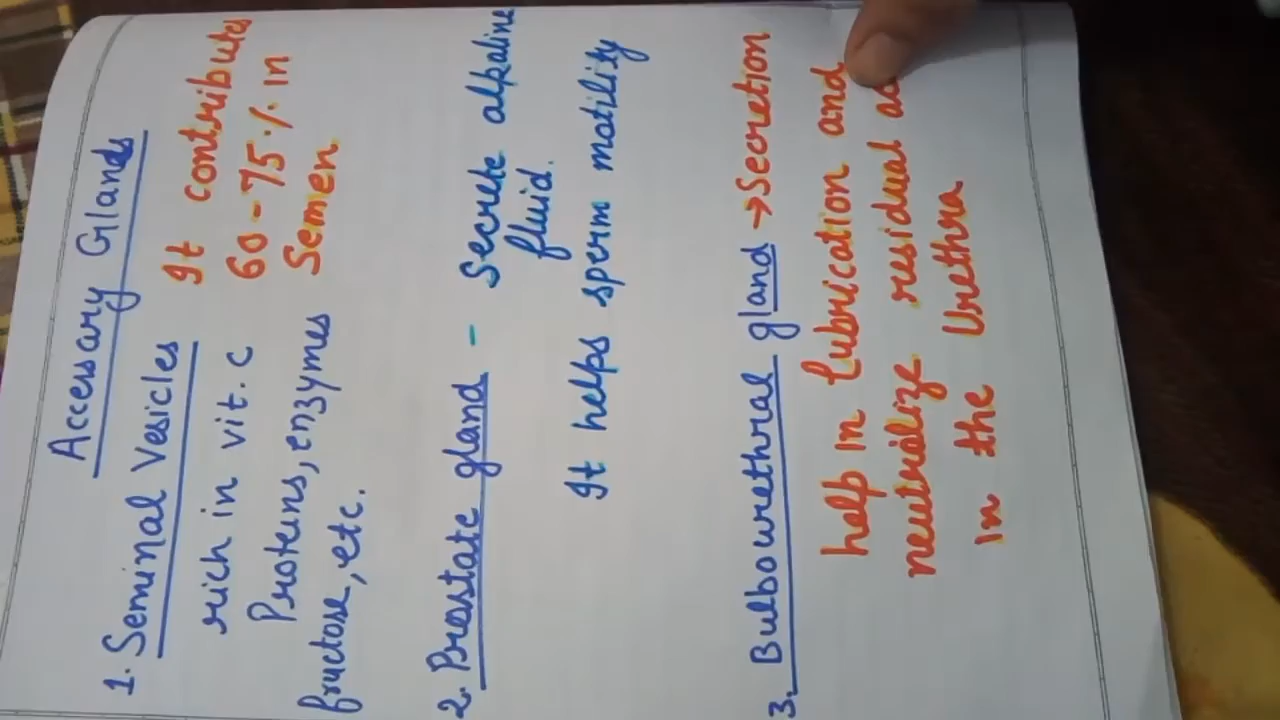 Accessary Glands
1. Seminal Vesicles
rich in vit. C
Proteins, enzymes
fructose, etc.
It contributes
60-75% in
Semen
2. Prostate gland - Secrete alkaline
fluid.
It helps sperm motility
3. Bulbourethral gland → Secretion
help in lubrication and
neutralize residual
in the Urethra